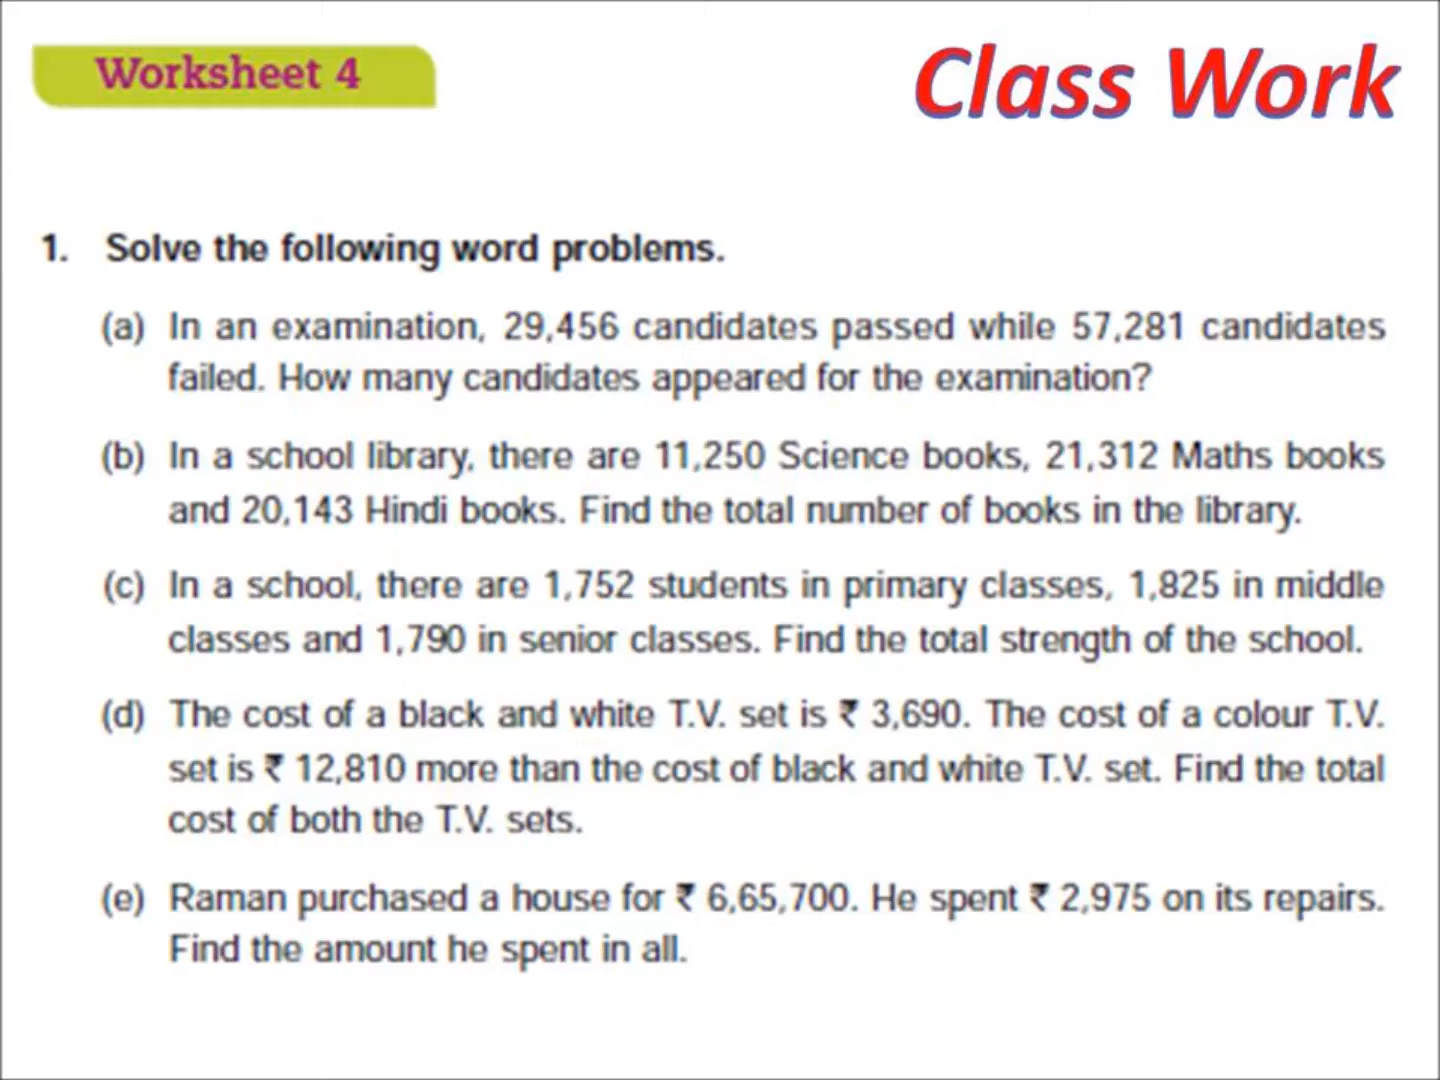 Worksheet 4
Class Work
1. Solve the following word problems.
(a) In an examination, 29,456 candidates passed while 57,281 candidates
failed. How many candidates appeared for the examination?
(b) In a school library, there are 11,250 Science books, 21,312 Maths books
and 20,143 Hindi books. Find the total number of books in the library.
(c) In a school, there are 1,752 students in primary classes, 1,825 in middle
classes and 1,790 in senior classes. Find the total strength of the school.
(d) The cost of a black and white T.V. set is ₹ 3,690. The cost of a colour T.V.
set is ₹ 12,810 more than the cost of black and white T.V. set. Find the total
cost of both the T.V. sets.
(e) Raman purchased a house for ₹ 6,65,700. He spent ₹ 2,975 on its repairs.
Find the amount he spent in all.